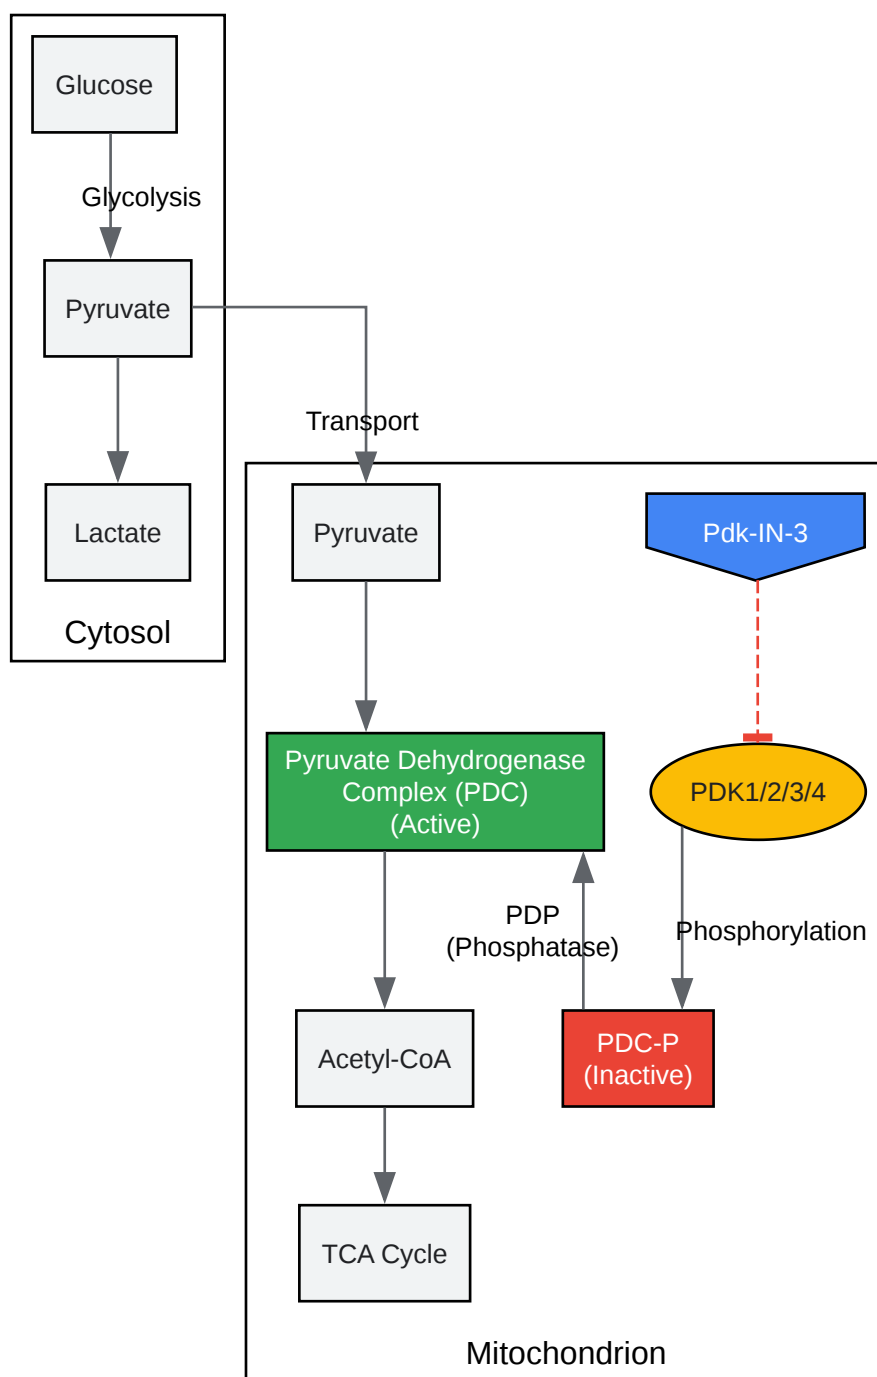 Glucose
Glycolysis
Pyruvate
Transport
Lactate
Cytosol
Pyruvate
Pdk-IN-3
Pyruvate Dehydrogenase
Complex (PDC)
(Active)
PDK1/2/3/4
PDP
(Phosphatase)
Phosphorylation
Acetyl-CoA
PDC-P
(Inactive)
TCA Cycle
Mitochondrion